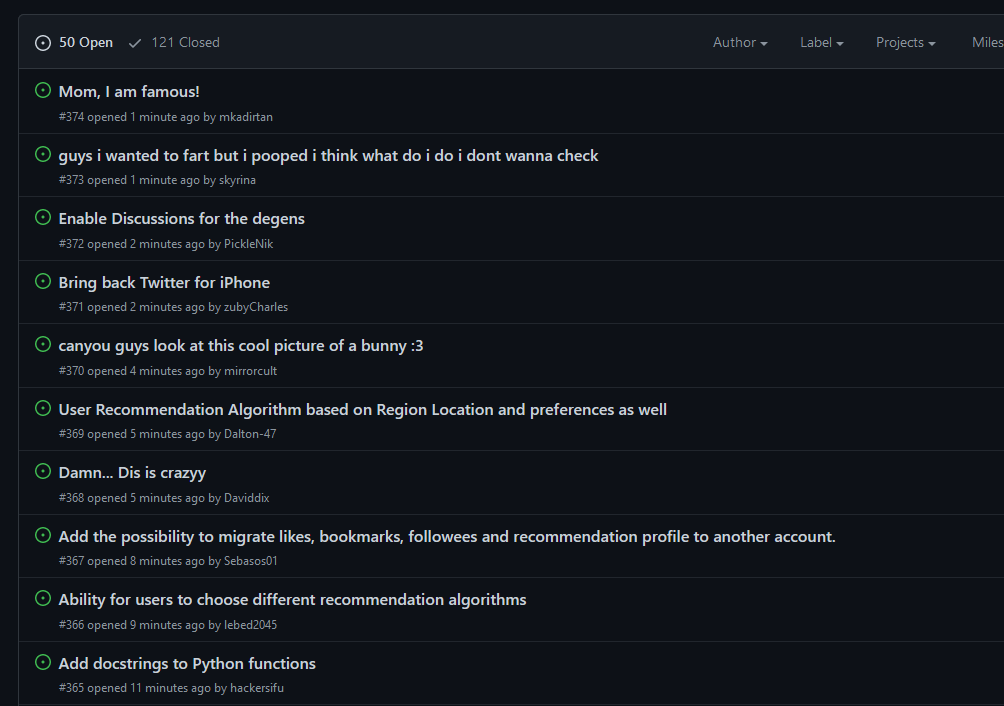 50 Open 121 Closed Author Label Projects Miles
Mom, I am famous!
#374 opened 1 minute ago by mkadirtan
guys i wanted to fart but i pooped i think what do i do i dont wanna check
#373 opened 1 minute ago by skyrina
Enable Discussions for the degens
#372 opened 2 minutes ago by PickleNik
Bring back Twitter for iPhone
#371 opened 2 minutes ago by zubyCharles
canyou guys look at this cool picture of a bunny :3
#370 opened 4 minutes ago by mirrorcult
User Recommendation Algorithm based on Region Location and preferences as well
#369 opened 5 minutes ago by Dalton-47
Damn... Dis is crazyy
#368 opened 5 minutes ago by Daviddix
Add the possibility to migrate likes, bookmarks, followees and recommendation profile to another account.
#367 opened 8 minutes ago by Sebasos01
Ability for users to choose different recommendation algorithms
#366 opened 9 minutes ago by lebed2045
Add docstrings to Python functions
#365 opened 11 minutes ago by hackersifu